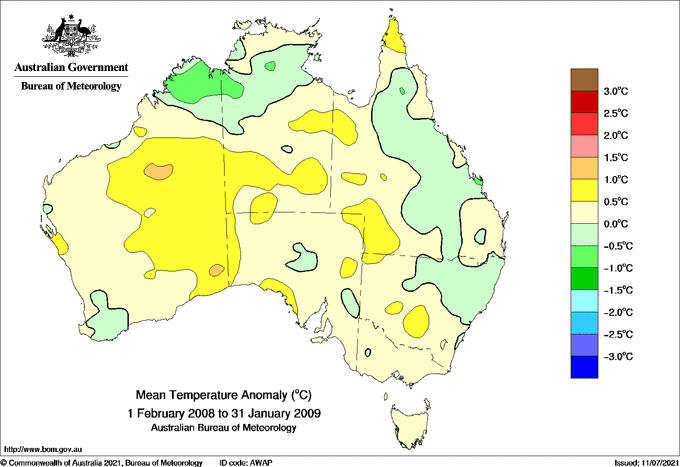 Australian Government
Bureau of Meteorology
3.0°C
2.5°C
2.0°C
1.5°C
1.0°C
0.5°C
0.0°C
−0.5°C
−1.0°C
−1.5°C
−2.0°C
−2.5°C
−3.0°C
Mean Temperature Anomaly (°C)
1 February 2008 to 31 January 2009
Australian Bureau of Meteorology
http://www.bom.gov.au
© Commonwealth of Australia 2021, Bureau of Meteorology ID code: AWAP Issued: 11/07/2021